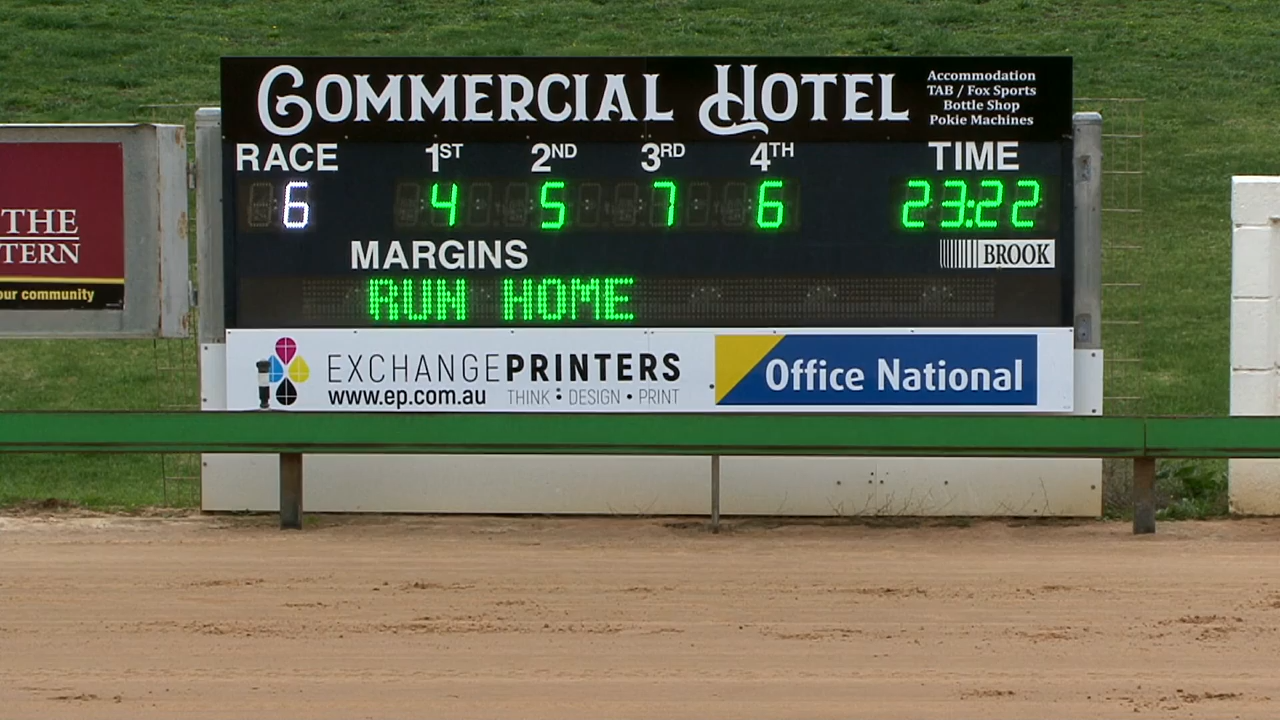 COMMERCIAL HOTEL
Accommodation
TAB / Fox Sports
Bottle Shop
Pokie Machines
RACE 1ST 2ND 3RD 4TH TIME
6 4 5 7 6 23:22
MARGINS
BROOK
RUN HOME
EXCHANGEPRINTERS
www.ep.com.au THINK • DESIGN • PRINT
Office National
THE
TERN
our community